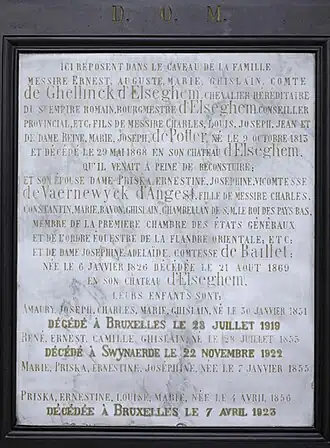 D. O. M.
ICI REPOSENT DANS LE CAVEAU DE LA FAMILLE
MESSIRE ERNEST, AUGUSTE, MARIE, GHISLAIN, COMTE
de Ghellinck d'Elseghem, CHEVALIER HÉRÉDITAIRE
DU ST EMPIRE ROMAIN, BOURGMESTRE d'Elseghem, CONSEILLER
PROVINCIAL, ETC, FILS DE MESSIRE CHARLES, LOUIS, JOSEPH, JEAN ET
DE DAME REINE, MARIE, JOSEPH, de Potter, NÉ LE 9 OCTOBRE 1813
ET DÉCÉDÉ LE 29 MAI 1868 EN SON CHATEAU d'Elseghem,
QU'IL VENAIT A PEINE DE RECONSTUIRE;
ET SON ÉPOUSE DAME PRISKA, ERNESTINE, JOSEPHINE, VICOMTESSE
de Vaernewyck d'Angest, FILLE DE MESSIRE CHARLES,
CONSTANTIN, MARIE, BAVON, GHISLAIN, CHAMBELLAN DE S,M, LE ROI DES PAYS BAS,
MEMBRE DE LA PREMIÈRE CHAMBRE DES ÉTATS GÉNÉRAUX
ET DE L'ORDRE ÉQUESTRE DE LA FLANDRE ORIENTALE, ETC;
ET DE DAME JOSÉPHINE, ADELAIDE, COMTESSE de Baillet;
NÉE LE 6 JANVIER 1826 DÉCÉDÉE LE 21 AOUT 1869
EN SON CHATEAU d'Elseghem.
LEURS ENFANTS SONT;
AMAURY, JOSEPH, CHARLES, MARIE, GHISLAIN, NÉ LE 30 JANVIER 1851
DÉCÉDÉ À BRUXELLES LE 28 JUILLET 1919
RENÉ, ERNEST, CAMILLE, GHISLAIN, NÉ LE 28 JUILLET 1853
DÉCÉDÉ À SWYNAERDE LE 22 NOVEMBRE 1922
MARIE, PRISKA, ERNESTINE, JOSEPHINE, NÉE LE 7 JANVIER 1855
PRISKA, ERNESTINE, LOUISE, MARIE, NÉE LE 4 AVRIL 1856
DÉCÉDÉE À BRUXELLES LE 7 AVRIL 1923